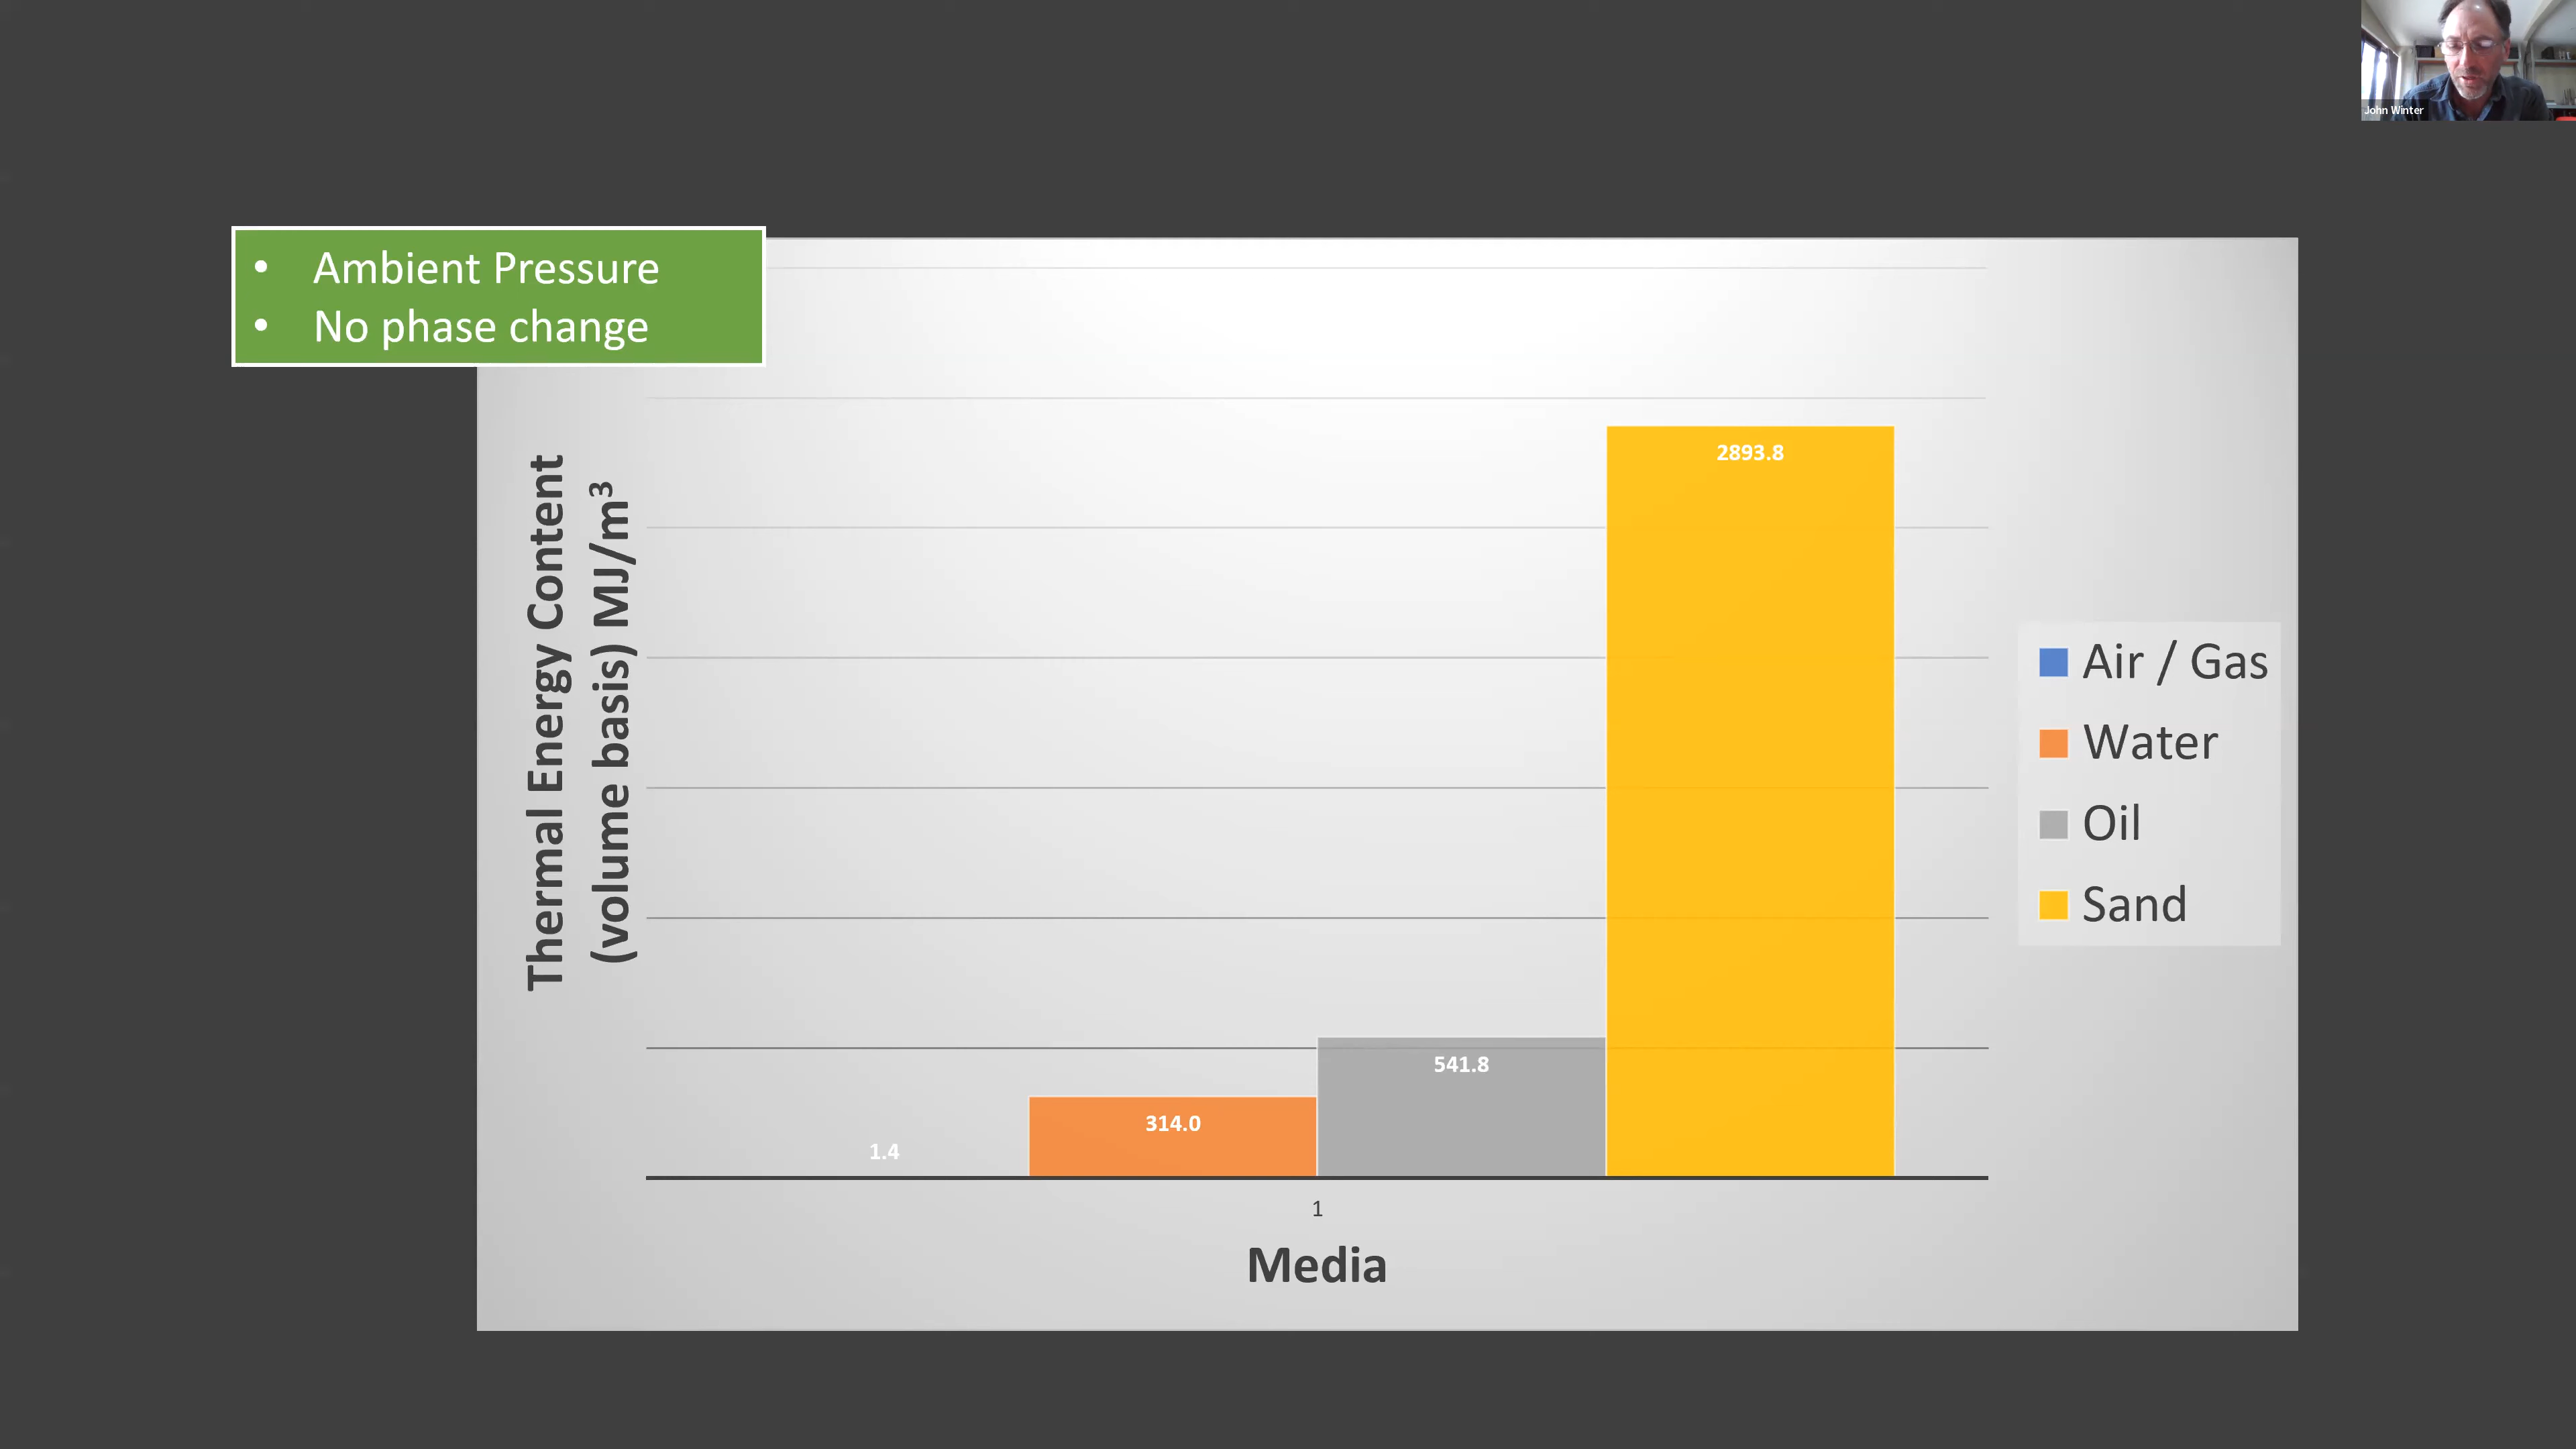 John Winter
• Ambient Pressure
• No phase change
Thermal Energy Content
(volume basis) MJ/m³
2893.8
541.8
314.0
1.4
1
Media
Air / Gas
Water
Oil
Sand